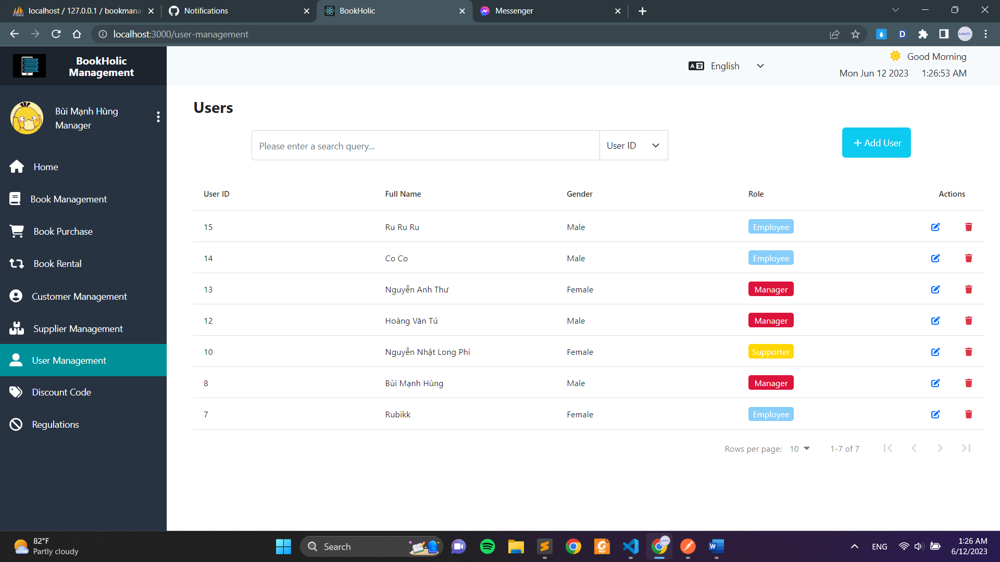 localhost / 127.0.0.1 / bookmana
Notifications
BookHolic
Messenger
localhost:3000/user-management
BookHolic
Management
English
Good Morning
Mon Jun 12 2023 1:26:53 AM
Bùi Mạnh Hùng
Manager
Home
Book Management
Book Purchase
Book Rental
Customer Management
Supplier Management
User Management
Discount Code
Regulations
Users
Please enter a search query...
User ID
+ Add User
User ID Full Name Gender Role Actions
15 Ru Ru Ru Male Employee
14 Co Co Male Employee
13 Nguyễn Anh Thư Female Manager
12 Hoàng Văn Tú Male Manager
10 Nguyễn Nhật Long Phi Female Supporter
8 Bùi Mạnh Hùng Male Manager
7 Rubikk Female Employee
Rows per page: 10 1-7 of 7
82°F
Partly cloudy
Search
ENG
1:26 AM
6/12/2023